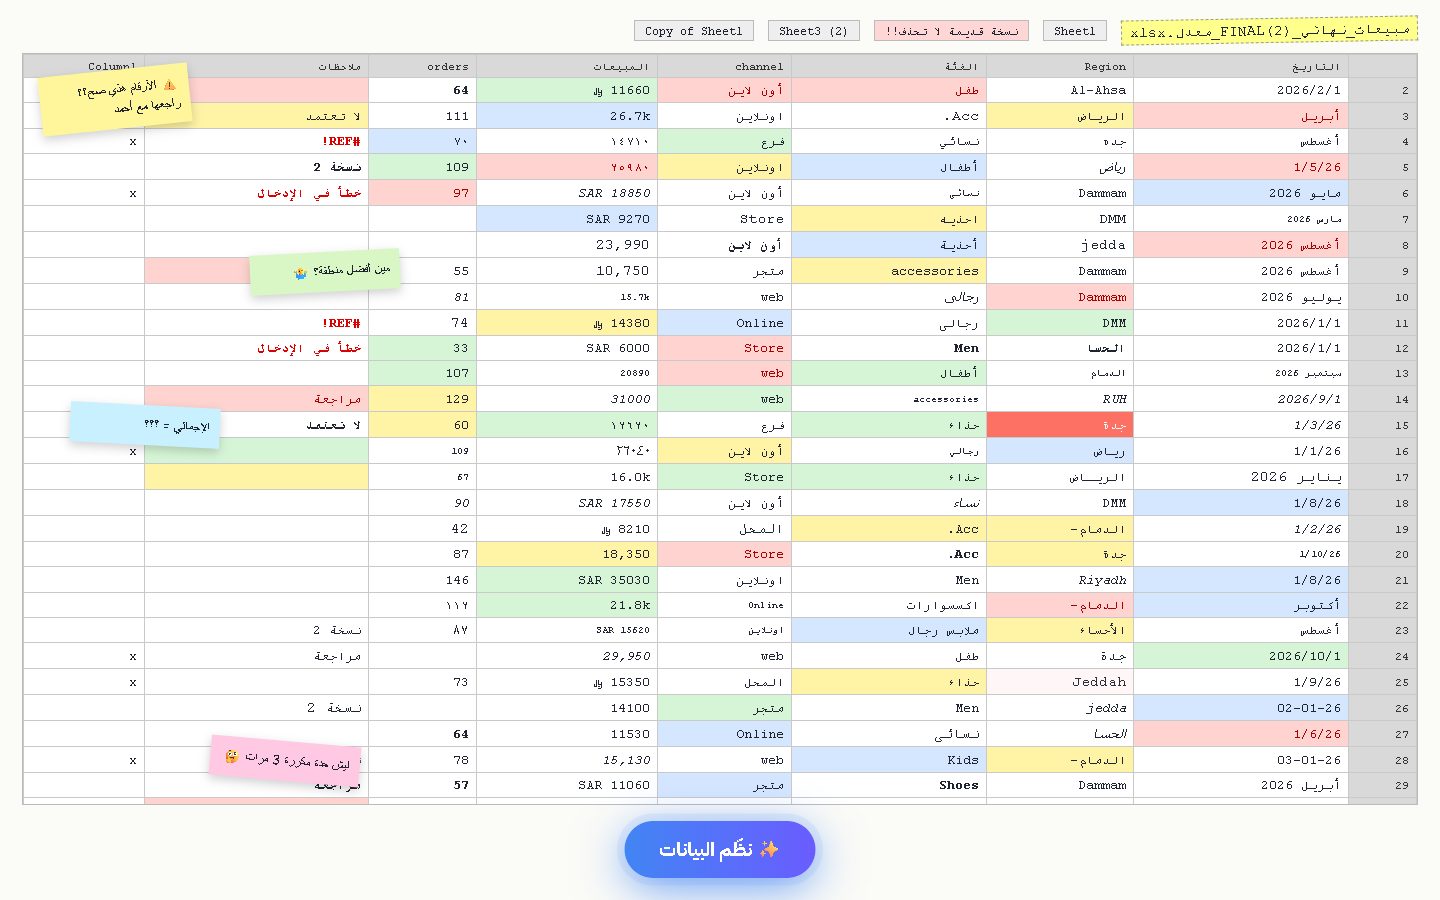 مبيعات_نهائي_FINAL(2)_معدل.xlsx
Sheet1
نسخة قديمة لا تحذف!!
Sheet3 (2)
Copy of Sheet1
التاريخ Region الفئة channel المبيعات orders ملاحظات Column1
2 2026/2/1 Al-Ahsa طفل أون لاين 11660 ﷼ 64
3 أبريل الرياض Acc. اونلاين 26.7k 111 لا تعتمد
4 أغسطس جدة نسائي فرع ١٤٧١٠ ٧٠ #REF! x
5 1/5/26 رياض أطفال اونلاين ٢٥٩٨٠ 109 نسخة 2
6 مايو 2026 Dammam نسائي أون لاين SAR 18850 97 خطأ في الإدخال x
7 مارس 2026 DMM احذيه Store SAR 9270
8 أغسطس 2026 jedda أحذية أون لاين 23,990
9 أغسطس 2026 Dammam accessories متجر 10,750 55
10 يوليو 2026 Dammam رجالى web 15.7k 81
11 2026/1/1 DMM رجالى Online 14380 ﷼ 74 #REF!
12 2026/1/1 الحسا Men Store SAR 6000 33 خطأ في الإدخال
13 سبتمبر 2026 الدمام أطفال web 20890 107
14 2026/9/1 RUH accessories web 31000 129 مراجعة
15 1/3/26 جدة حذاء فرع ١٢٦٢٠ 60 لا تعتمد
16 1/1/26 رياض رجالي أون لاين ٢٦٠٤٠ 109 x
17 يناير 2026 الريـــاض حذاء Store 16.0k 67
18 1/8/26 DMM نساء أون لاين SAR 17550 90
19 1/2/26 الدمام- Acc. المحل 8210 ﷼ 42
20 1/10/26 جدة Acc. Store 18,350 87
21 1/8/26 Riyadh Men اونلاين SAR 35030 146
22 أكتوبر الدمام- اكسسوارات Online 21.8k ١١٢
23 أغسطس الأحساء ملابس رجال اونلاين SAR 15620 ٨٧ نسخة 2
24 2026/10/1 جدة طفل web 29,950 مراجعة x
25 1/9/26 Jeddah حذاء المحل 15350 ﷼ 73 x
26 02-01-26 jedda Men متجر 14100 نسخة 2
27 1/6/26 الحسا نسائى Online 11530 64
28 03-01-26 الدمام- Kids web 15,130 78 x
29 أبريل 2026 Dammam Shoes متجر SAR 11060 57 مراجعة
⚠️ الأرقام هذي صح؟؟
راجعها مع أحمد
مين أفضل منطقة؟ 🤷
الإجمالي = ؟؟؟
ليش جدة مكررة 3 مرات 🤔
✨ نظّم البيانات